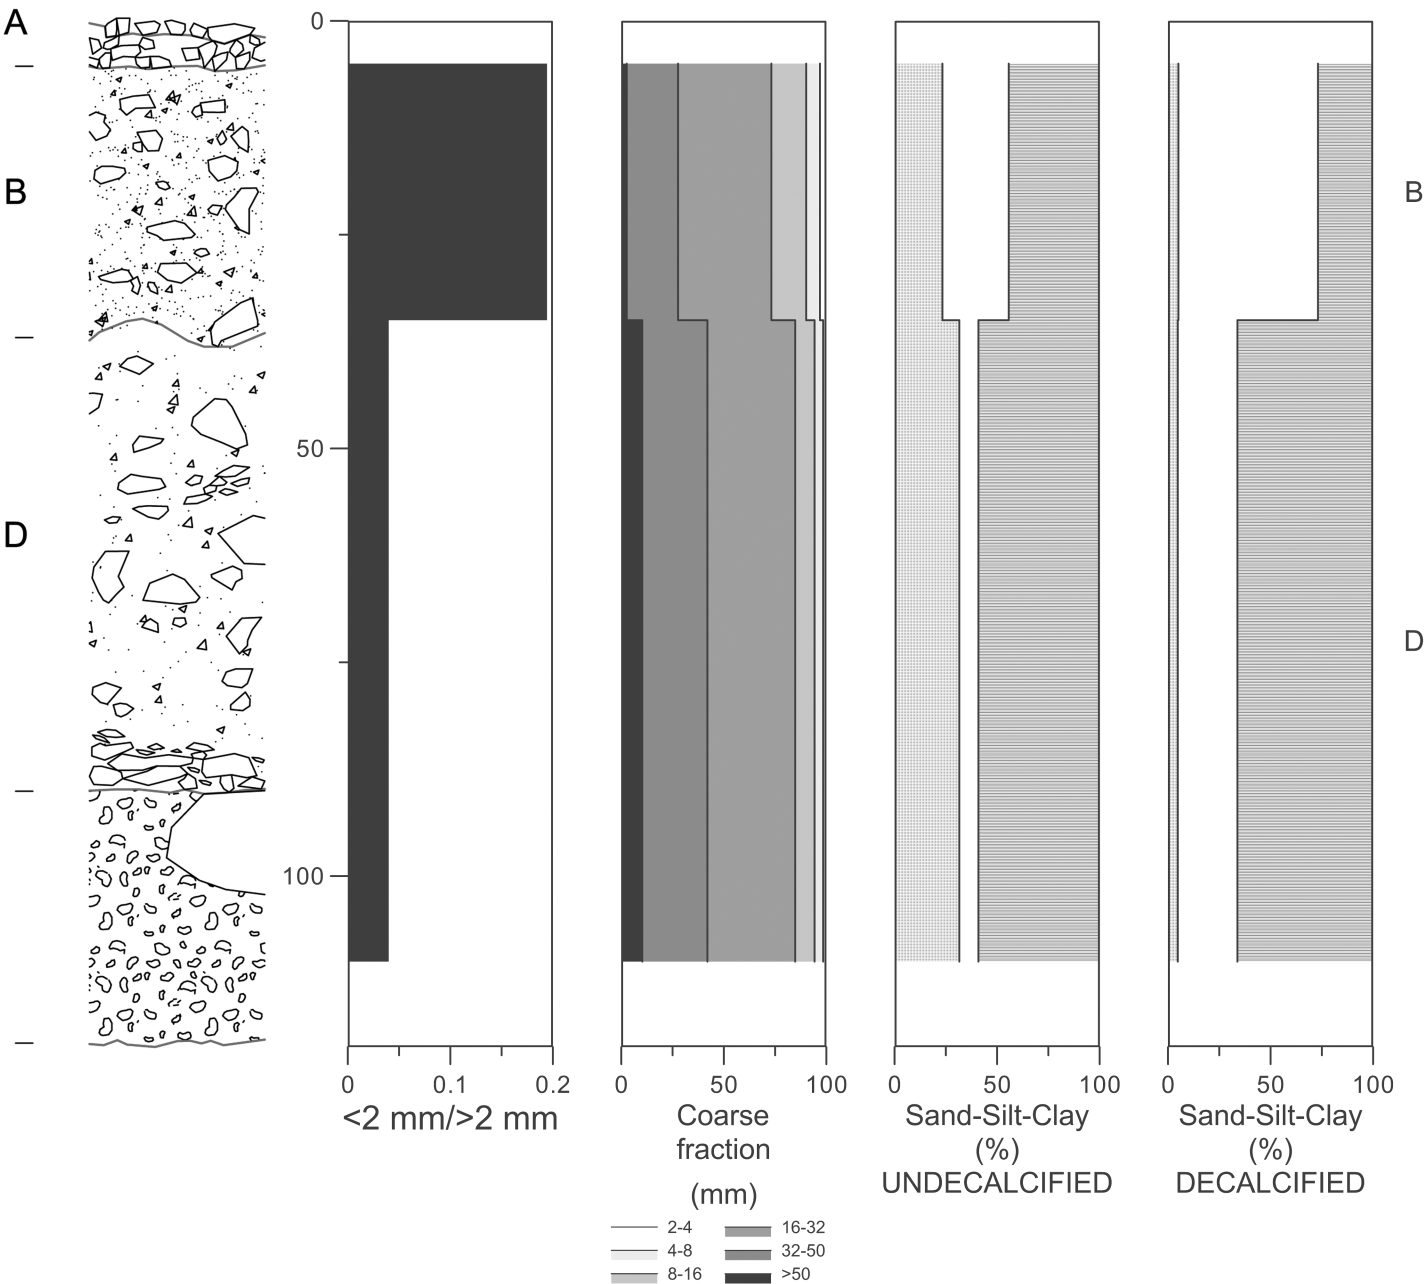 A
B
D
0
50
100
B
D
0 0.1 0.2
<2 mm/>2 mm
0 50 100
Coarse
fraction
(mm)
2-4
4-8
8-16
16-32
32-50
>50
0 50 100
Sand-Silt-Clay
(%)
UNDECALCIFIED
0 50 100
Sand-Silt-Clay
(%)
DECALCIFIED